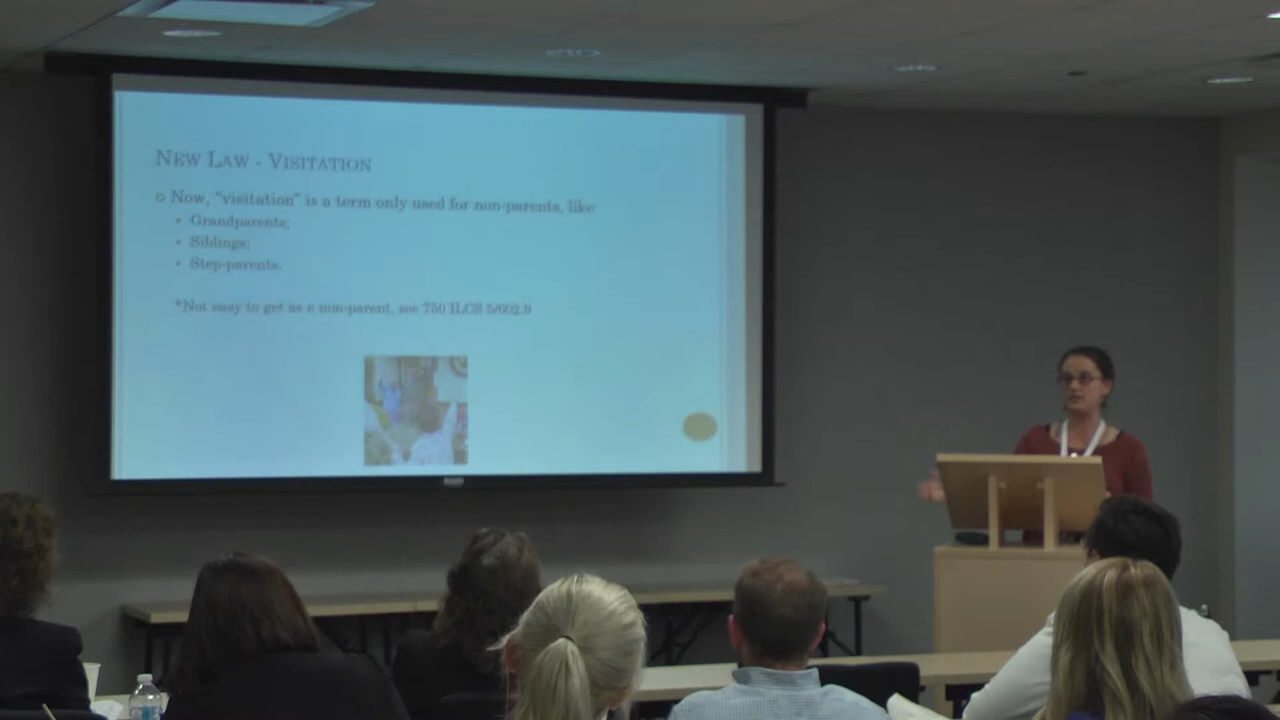 New Law - Visitation
Now, "visitation" is a term only used for non-parents, like:
Grandparents;
Siblings;
Step-parents.
*Not easy to get as a non-parent, see 750 ILCS 5/602.9